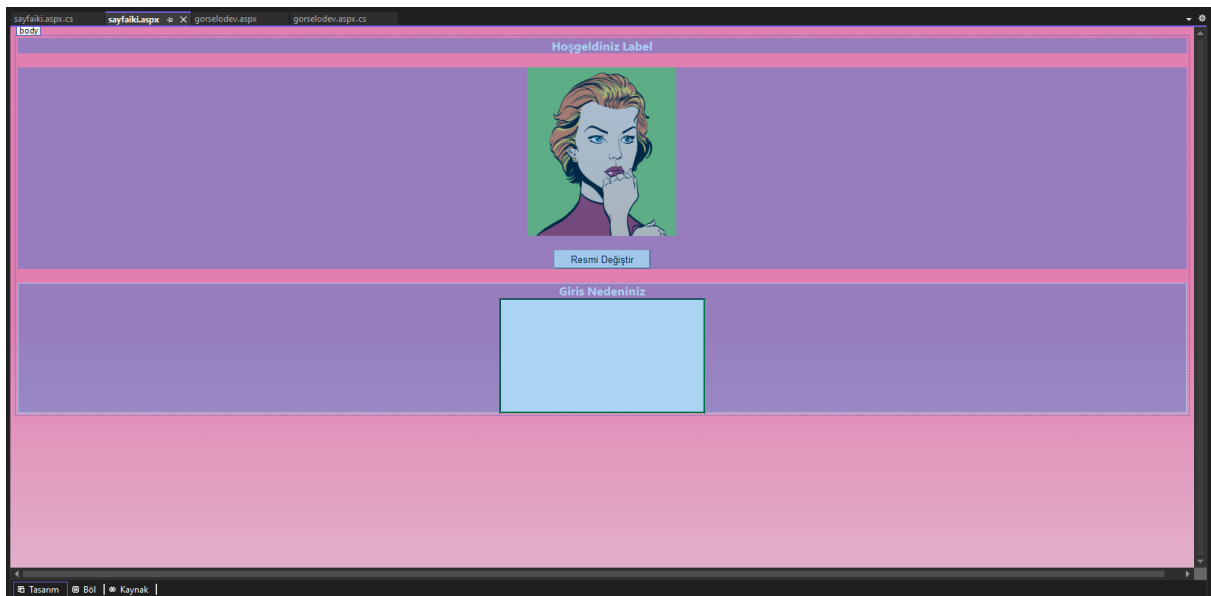 sayfaiki.aspx.cs sayfaiki.aspx gorselodev.aspx gorselodev.aspx.cs
body
Hoşgeldiniz Label
Resmi Değiştir
Giris Nedeniniz
Tasarım Böl Kaynak